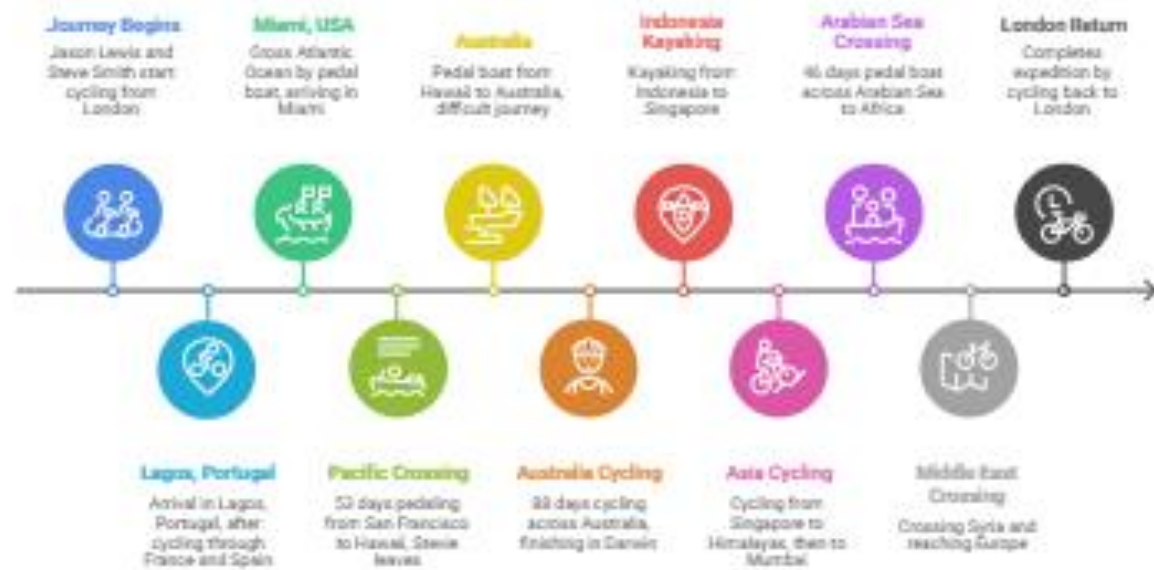 Journey Begins
Jason Lewis and
Steve Smith start
cycling from
London
Miami, USA
Cross Atlantic
Ocean by pedal
boat, arriving in
Miami
Australia
Pedal boat from
Hawaii to Australia,
difficult journey
Indonesia
Kayaking
Kayaking from
Indonesia to
Singapore
Arabian Sea
Crossing
46 days pedal boat
across Arabian Sea
to Africa
London Return
Completes
expedition by
cycling back to
London
Lagos, Portugal
Arrival in Lagos,
Portugal, after
cycling through
France and Spain
Pacific Crossing
53 days pedaling
from San Francisco
to Hawaii, Stevie
leaves
Australia Cycling
88 days cycling
across Australia,
finishing in Darwin
Asia Cycling
Cycling from
Singapore to
Himalayas, then to
Mumbai
Middle East
Crossing
Crossing Syria and
reaching Europe